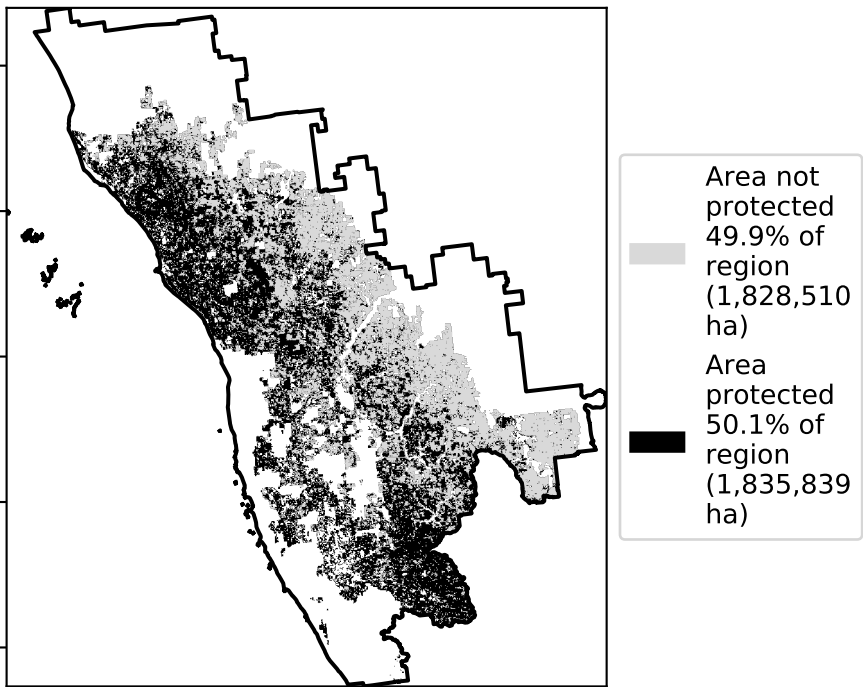 Area not
protected
49.9% of
region
(1,828,510
ha)
Area
protected
50.1% of
region
(1,835,839
ha)